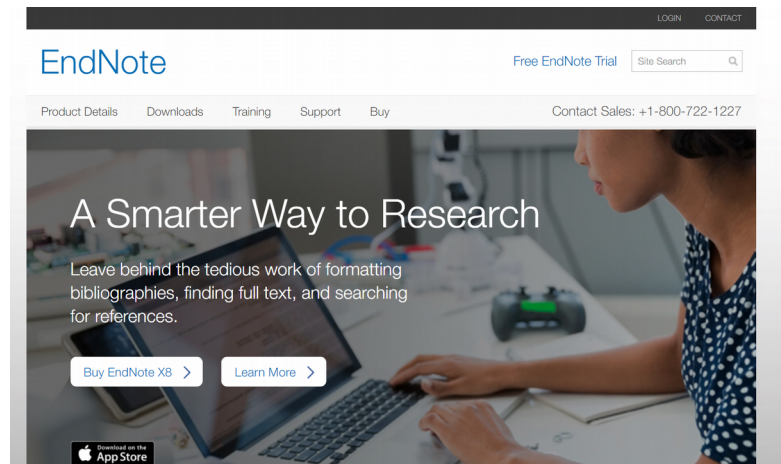 LOGIN CONTACT
EndNote
Free EndNote Trial Site Search
Product Details Downloads Training Support Buy Contact Sales: +1-800-722-1227
A Smarter Way to Research
Leave behind the tedious work of formatting
bibliographies, finding full text, and searching
for references.
Buy EndNote X8 Learn More
Download on the
App Store